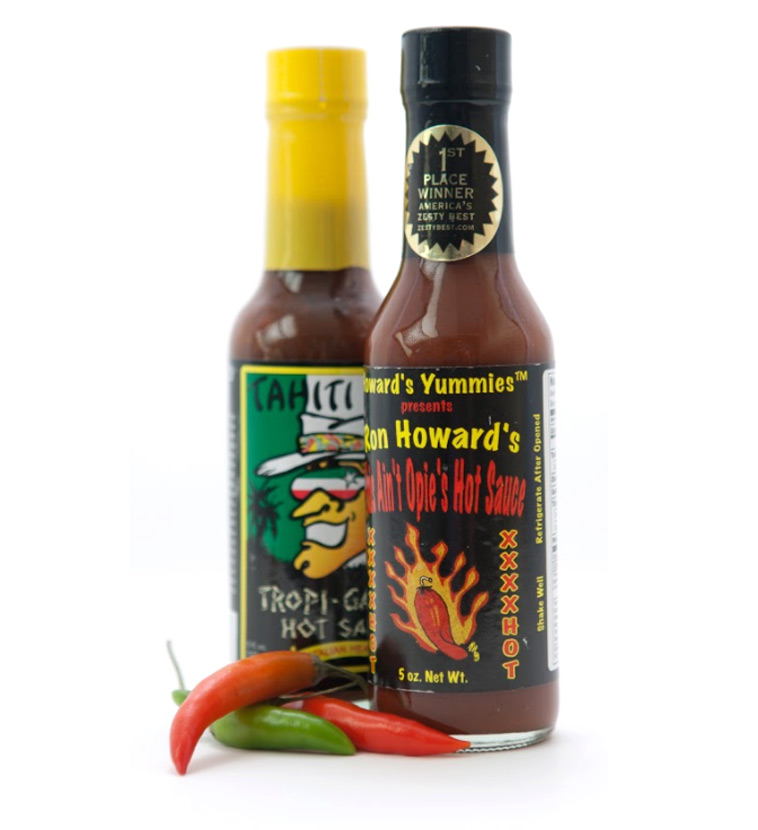 1ST
PLACE
WINNER
AMERICA'S
ZESTY BEST
ZESTYBEST.COM
TAHITI
TROPI-GA
HOT SA
oward's Yummies™
presents
Ron Howard's
Ain't Opie's Hot Sauce
XXXXHOT
5 oz. Net Wt.
Shake Well
Refrigerate After Opened